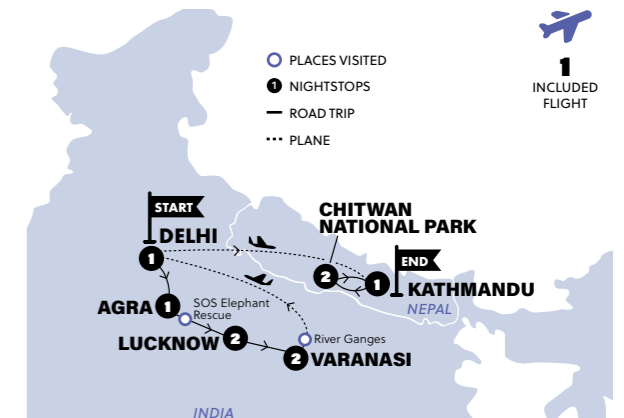 PLACES VISITED
1 NIGHTSTOPS
ROAD TRIP
PLANE
1
INCLUDED
FLIGHT
START
DELHI
1
CHITWAN
NATIONAL PARK
2
1
END
KATHMANDU
NEPAL
AGRA
1
SOS Elephant
Rescue
LUCKNOW
2
River Ganges
2
VARANASI
INDIA